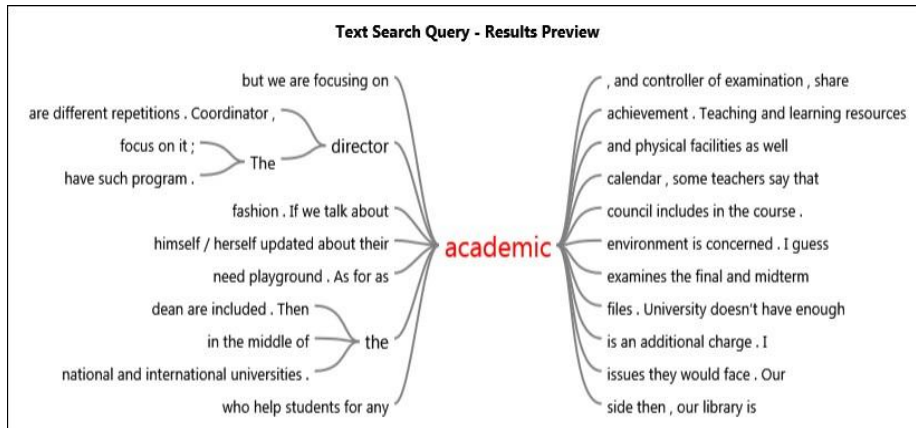 Text Search Query - Results Preview
but we are focusing on
are different repetitions . Coordinator ,
focus on it ;
have such program .
The
director
fashion . If we talk about
himself / herself updated about their
need playground . As for as
dean are included . Then
in the middle of
national and international universities .
the
who help students for any
academic
, and controller of examination , share
achievement . Teaching and learning resources
and physical facilities as well
calendar , some teachers say that
council includes in the course .
environment is concerned . I guess
examines the final and midterm
files . University doesn't have enough
is an additional charge . I
issues they would face . Our
side then , our library is